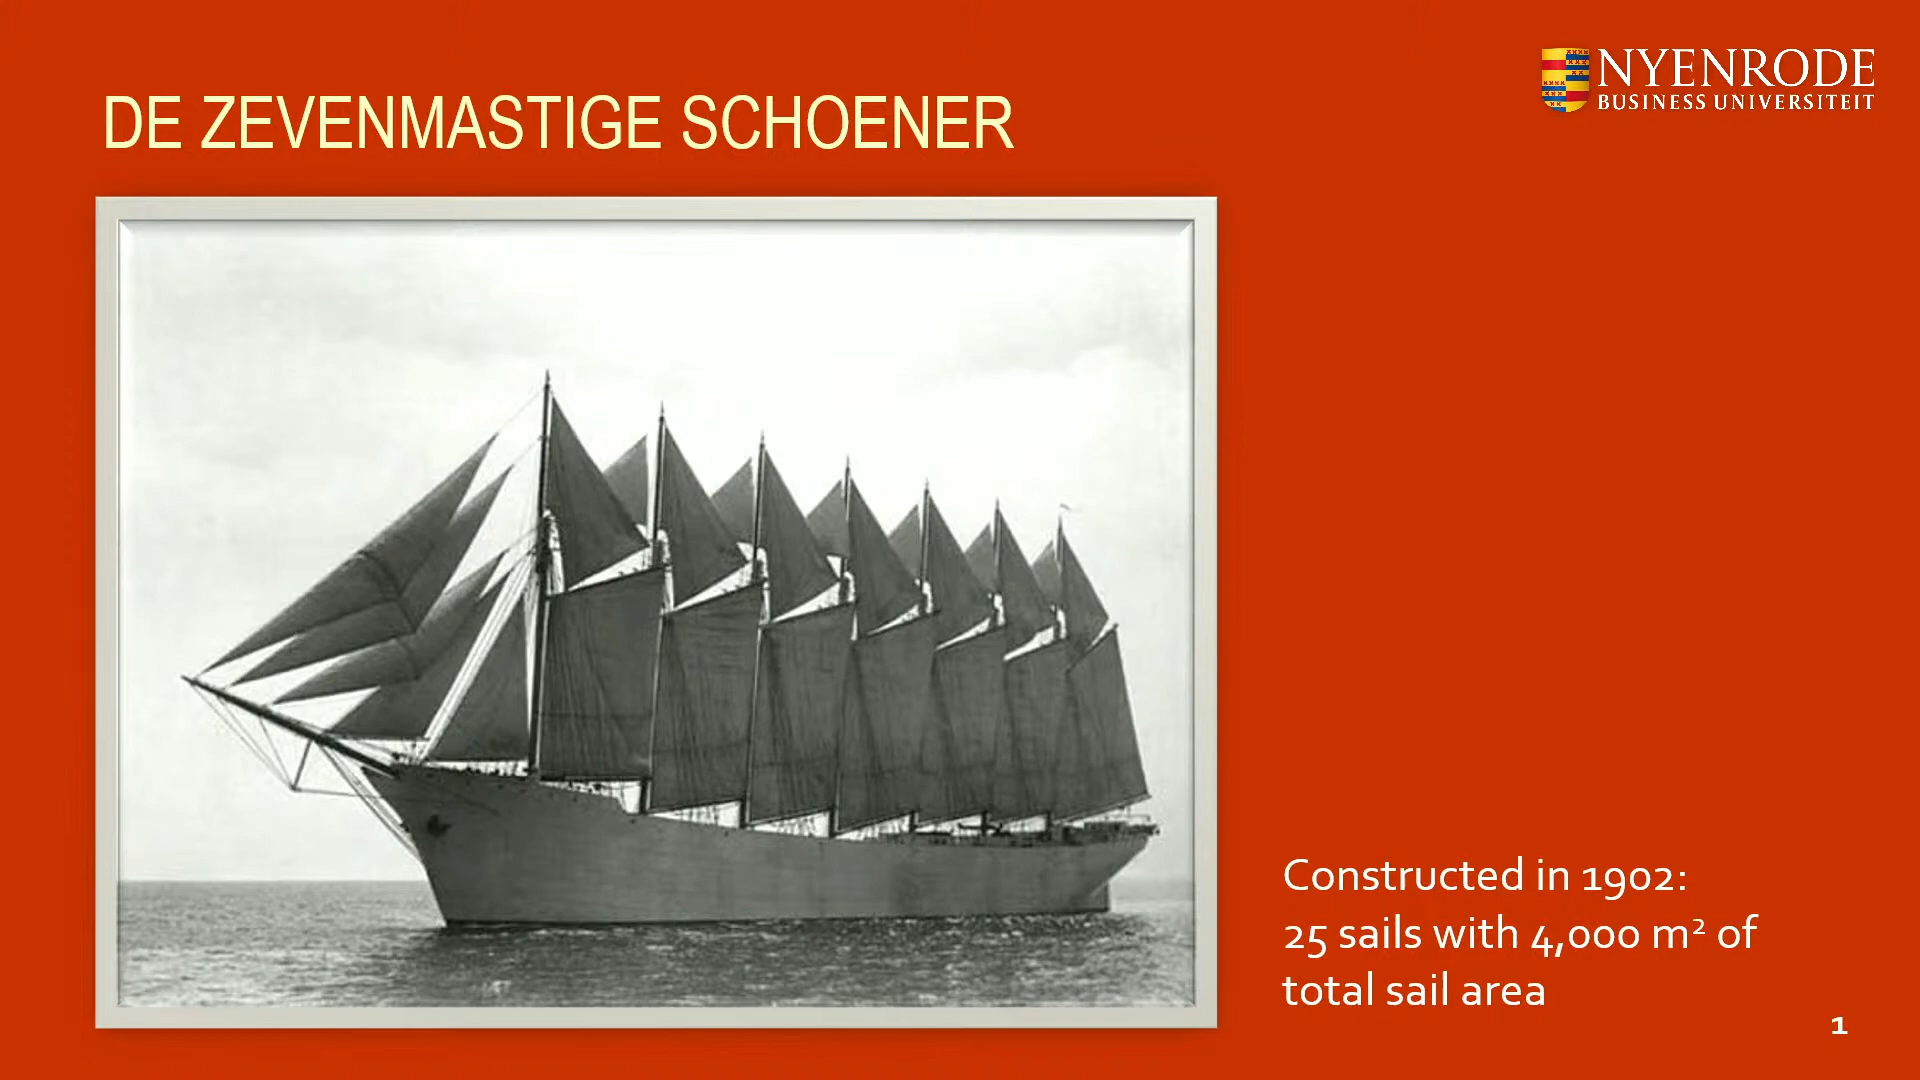 NYENRODE
BUSINESS UNIVERSITEIT
DE ZEVENMASTIGE SCHOENER
Constructed in 1902:
25 sails with 4,000 m² of
total sail area
1